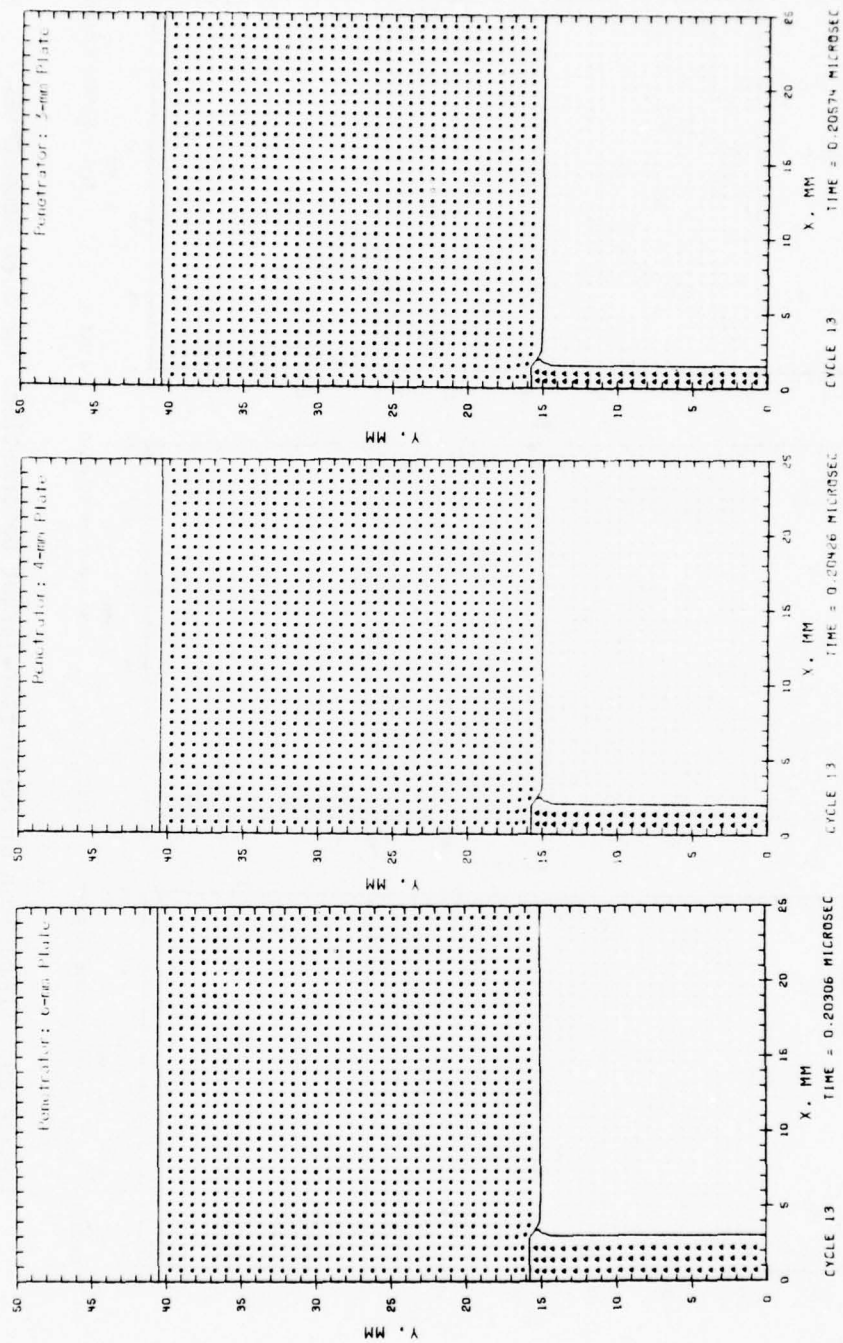 Penetrator: 6-mm Plate
50
45
40
35
30
25
20
15
10
5
0
Y, MM
0 5 10 15 20 25
X, MM
CYCLE 13 TIME = 0.20306 MICROSEC
Penetrator: 4-mm Plate
50
45
40
35
30
25
20
15
10
5
0
Y, MM
0 5 10 15 20 25
X, MM
CYCLE 13 TIME = 0.20426 MICROSEC
Penetrator: 3-mm Plate
50
45
40
35
30
25
20
15
10
5
0
Y, MM
0 5 10 15 20 25
X, MM
CYCLE 13 TIME = 0.20574 MICROSEC